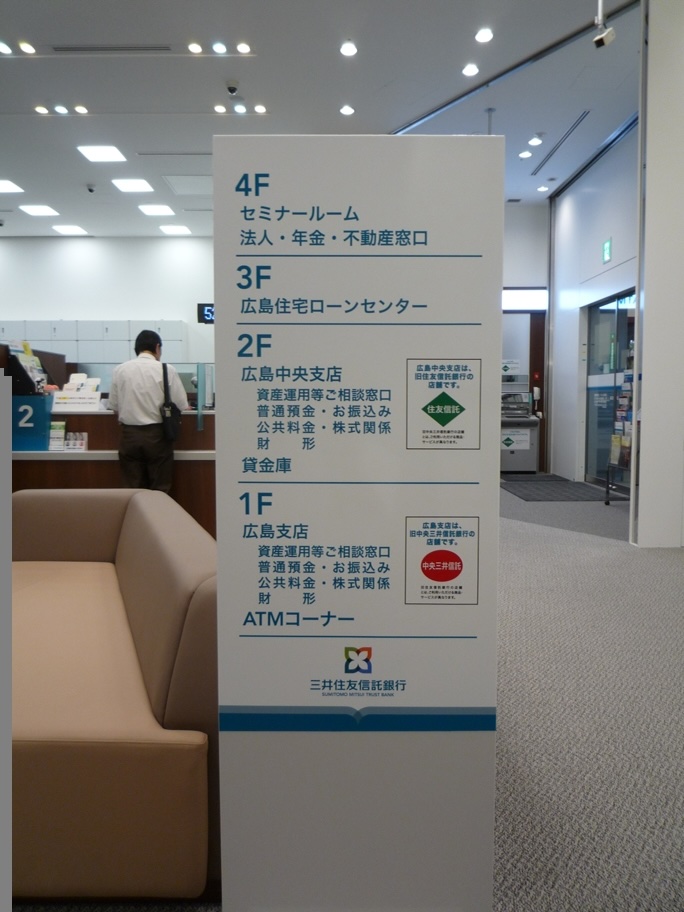 4F
セミナールーム
法人・年金・不動産窓口
3F
広島住宅ローンセンター
2F
広島中央支店
資産運用等ご相談窓口
普通預金・お振込み
公共料金・株式関係
財　形
貸金庫
広島中央支店は、
旧住友信託銀行の
店舗です。
住友信託
1F
広島支店
資産運用等ご相談窓口
普通預金・お振込み
公共料金・株式関係
財　形
ATMコーナー
広島支店は、
旧中央三井信託銀行の
店舗です。
中央三井信託
三井住友信託銀行
SUMITOMO MITSUI TRUST BANK
2